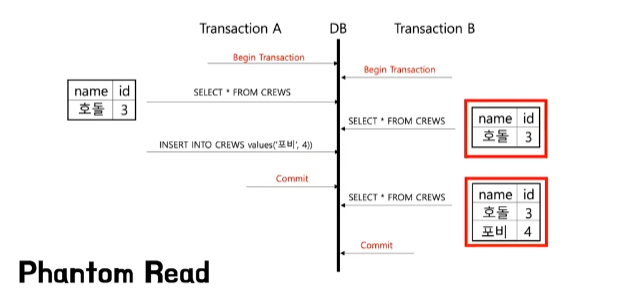 Transaction A DB Transaction B
Begin Transaction
Begin Transaction
name id
호돌 3
SELECT * FROM CREWS
SELECT * FROM CREWS
name id
호돌 3
INSERT INTO CREWS values('포비', 4))
Commit
SELECT * FROM CREWS
name id
호돌 3
포비 4
Commit
Phantom Read